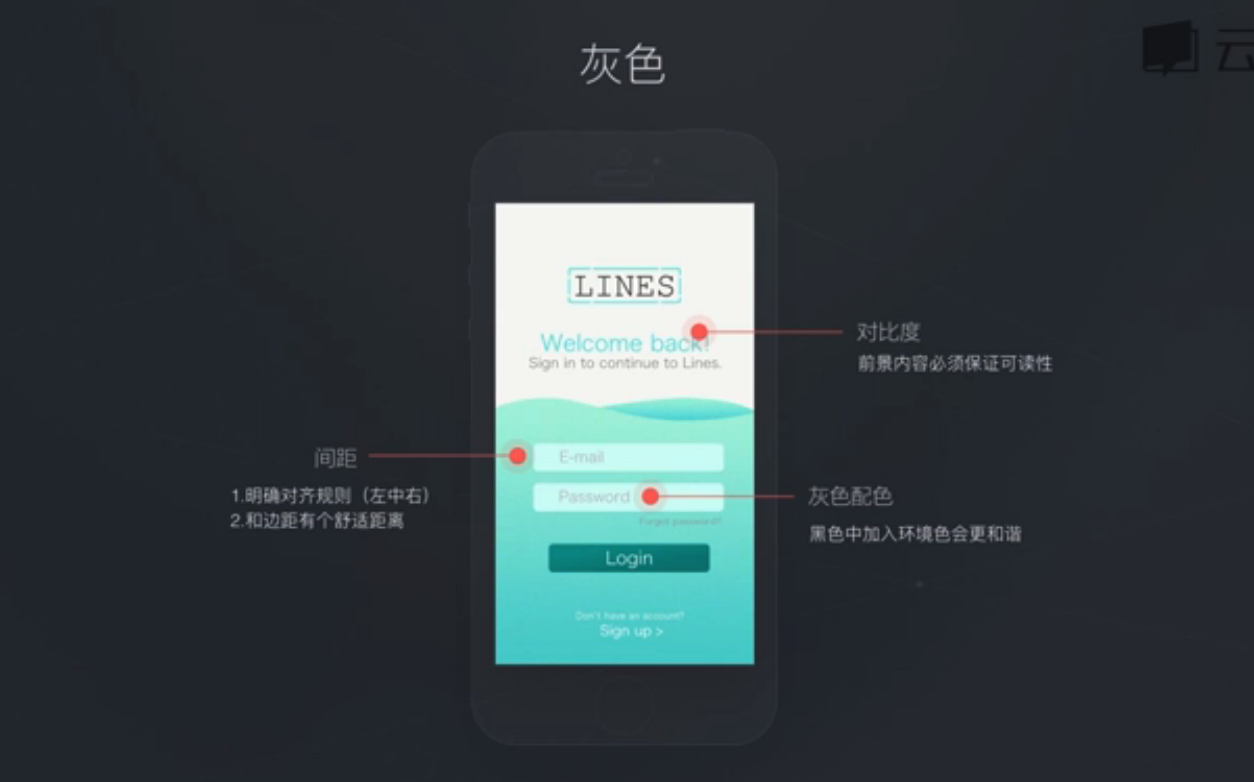 灰色
云
LINES
Welcome back!
Sign in to continue to Lines.
对比度
前景内容必须保证可读性
间距
1.明确对齐规则（左中右）
2.和边距有个舒适距离
E-mail
Password
灰色配色
黑色中加入环境色会更和谐
Forgot password?
Login
Don't have an account?
Sign up >